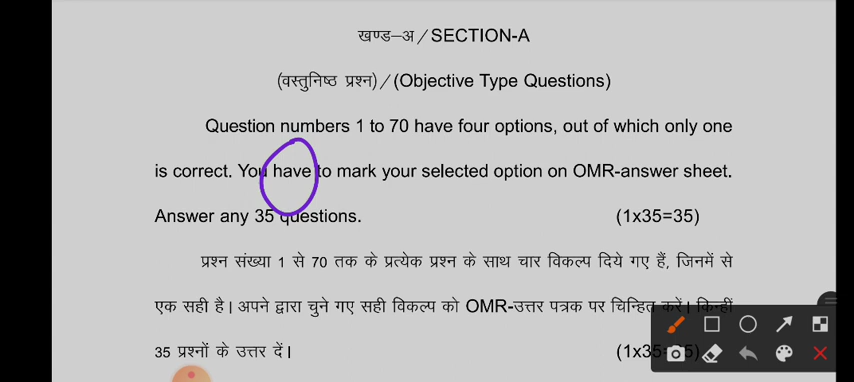 खण्ड–अ / SECTION-A
(वस्तुनिष्ठ प्रश्न) / (Objective Type Questions)
Question numbers 1 to 70 have four options, out of which only one
is correct. You have to mark your selected option on OMR-answer sheet.
Answer any 35 questions. (1x35=35)
प्रश्न संख्या 1 से 70 तक के प्रत्येक प्रश्न के साथ चार विकल्प दिये गए हैं, जिनमें से
एक सही है। अपने द्वारा चुने गए सही विकल्प को OMR-उत्तर पत्रक पर चिन्हित करें। किन्हीं
35 प्रश्नों के उत्तर दें। (1x35=35)